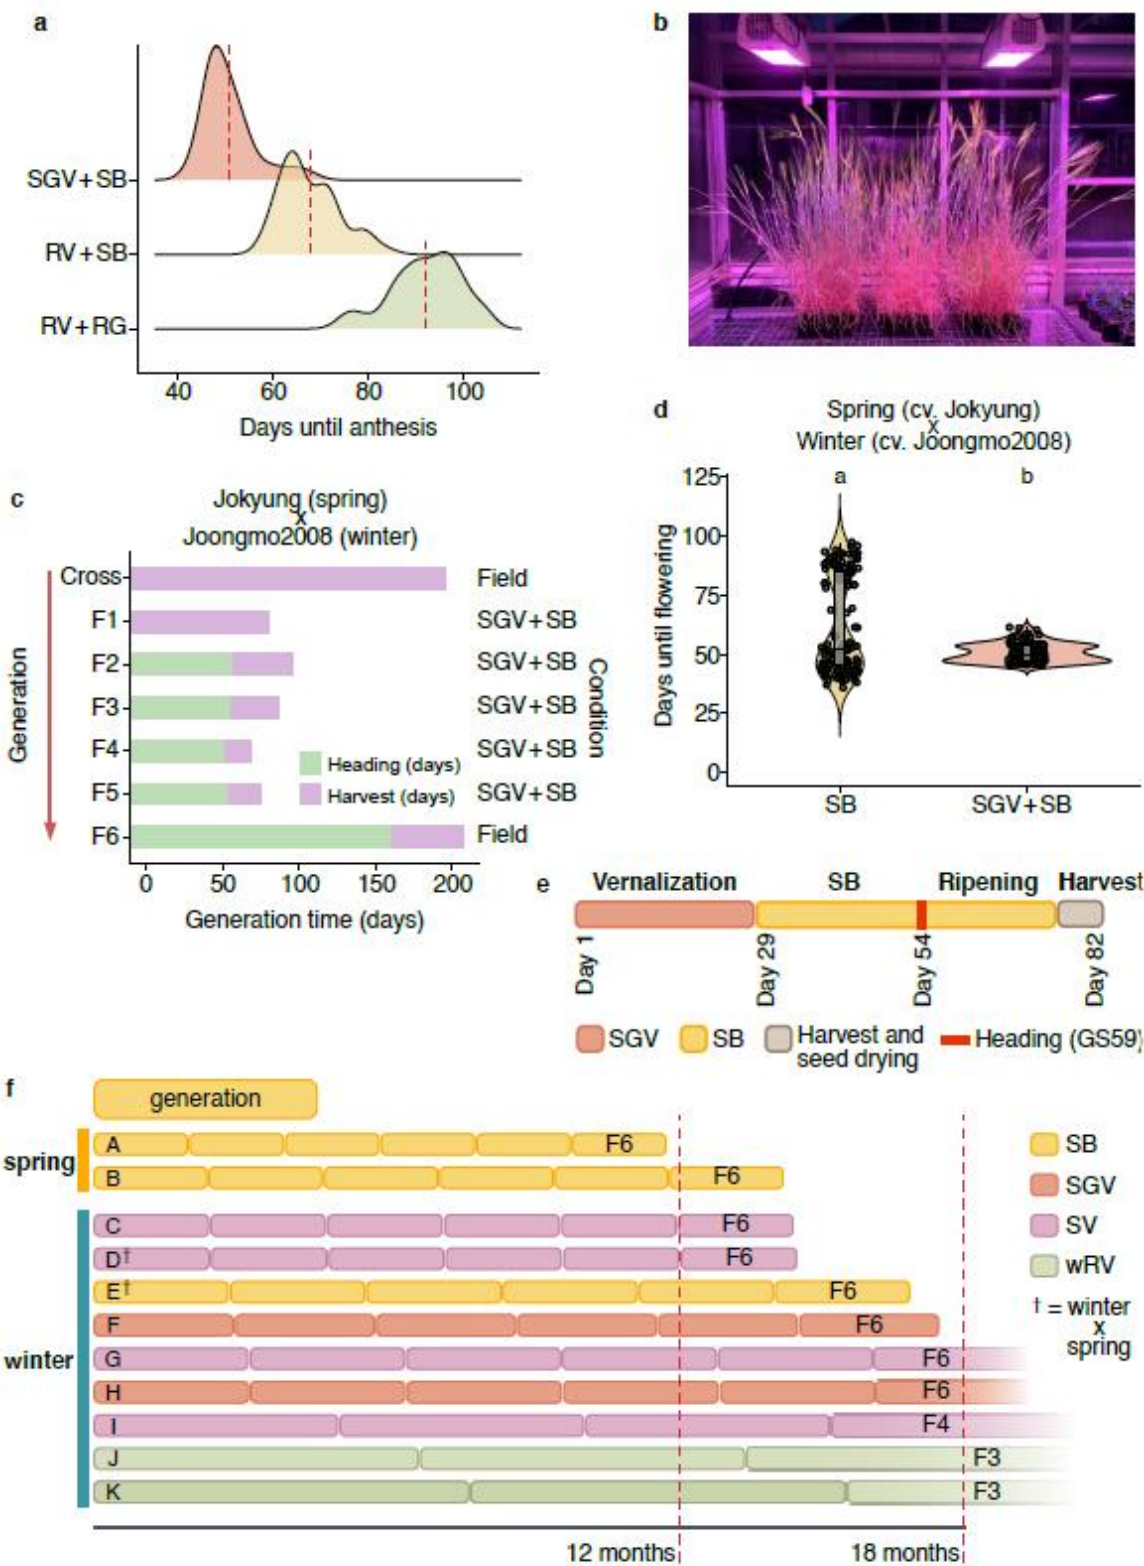 a
SGV+SB
RV+SB
RV+RG
40 60 80 100
Days until anthesis
b
c
Jokyung (spring)
x
Joongmo2008 (winter)
Generation
Cross
F1
F2
F3
F4
F5
F6
Field
SGV+SB
SGV+SB
SGV+SB
SGV+SB
SGV+SB
Field
Condition
Heading (days)
Harvest (days)
0 50 100 150 200
Generation time (days)
d
Spring (cv. Jokyung)
x
Winter (cv. Joongmo2008)
a b
Days until flowering
125
100
75
50
25
0
SB SGV+SB
e
Vernalization SB Ripening Harvest
Day 1 Day 29 Day 54 Day 82
SGV SB Harvest and
seed drying
Heading (GS59)
f
generation
spring
A F6
B F6
winter
C F6
D† F6
E† F6
F F6
G F6
H F6
I F4
J F3
K F3
SB
SGV
SV
wRV
† = winter
x
spring
12 months 18 months